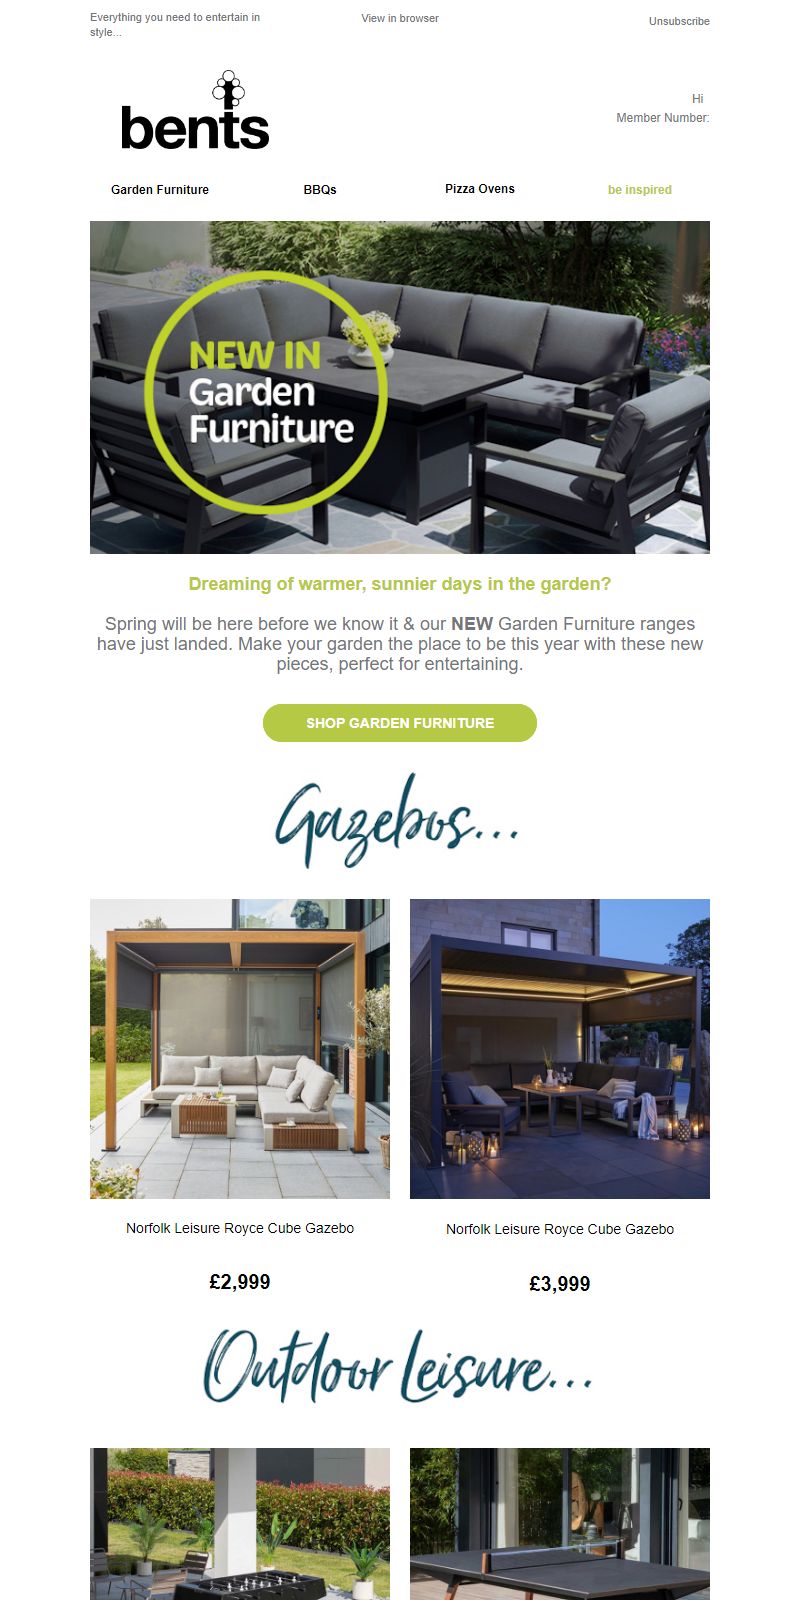 Everything you need to entertain in
style...
View in browser
Unsubscribe
bents
Hi
Member Number:
Garden Furniture
BBQs
Pizza Ovens
be inspired
NEW IN
Garden
Furniture
Dreaming of warmer, sunnier days in the garden?
Spring will be here before we know it & our NEW Garden Furniture ranges
have just landed. Make your garden the place to be this year with these new
pieces, perfect for entertaining.
SHOP GARDEN FURNITURE
Gazebos...
Norfolk Leisure Royce Cube Gazebo
Norfolk Leisure Royce Cube Gazebo
£2,999
£3,999
Outdoor Leisure...